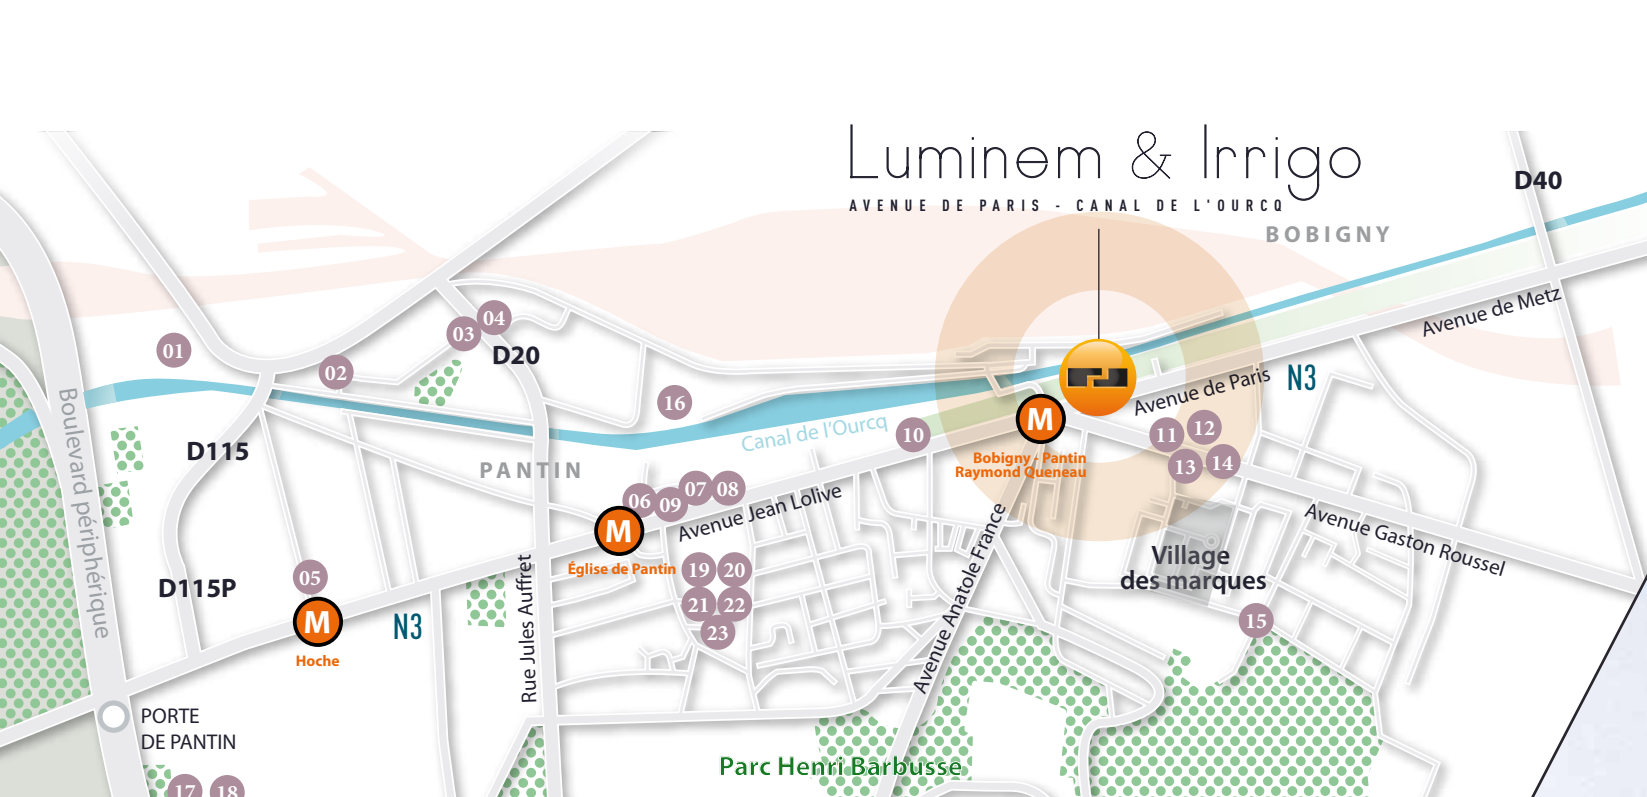 Luminem & Irrigo
AVENUE DE PARIS - CANAL DE L'OURCQ
D40
BOBIGNY
Avenue de Metz
04
03
01
D20
02
N3
Avenue de Paris
16
Canal de l'Ourcq
10
M
11
12
Bobigny - Pantin
Raymond Queneau
13
14
Boulevard périphérique
D115
PANTIN
07
08
06
09
Avenue Jean Lolive
M
Église de Pantin
19
20
21
22
23
Avenue Anatole France
Avenue Gaston Roussel
Village
des marques
15
D115P
05
M
N3
Hoche
Rue Jules Auffret
PORTE
DE PANTIN
Parc Henri Barbusse
17
18